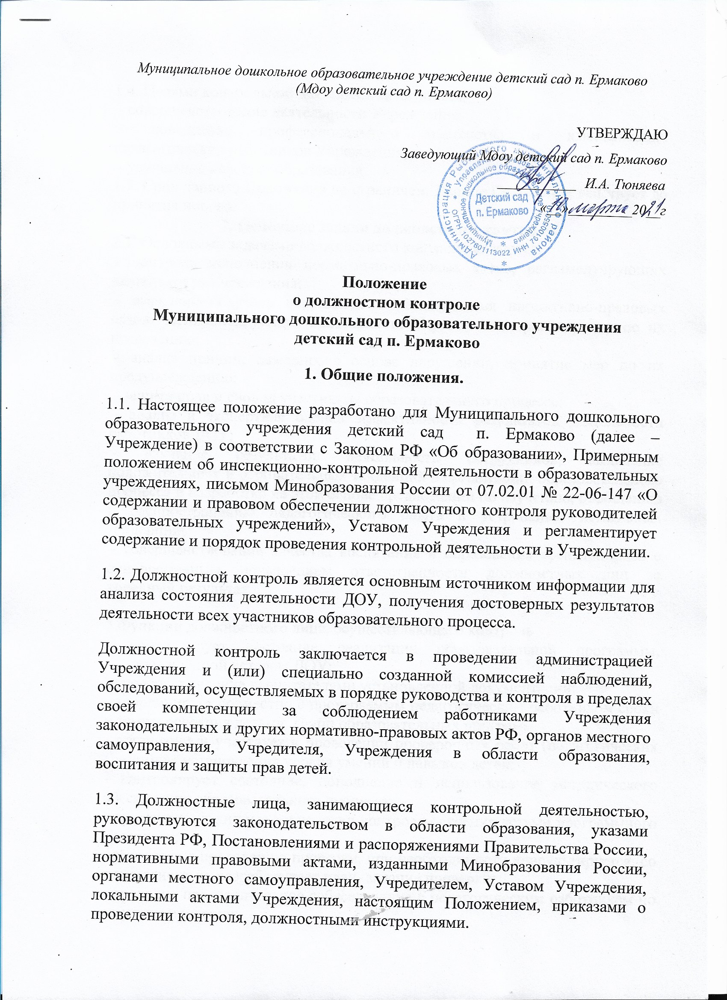 Муниципальное дошкольное образовательное учреждение детский сад п. Ермаково
(Мдоу детский сад п. Ермаково)
УТВЕРЖДАЮ
Заведующий Мдоу детский сад п. Ермаково
____________ И.А. Тюняева
«__» марта 2021г
Администрация Рыбинского муниципального района
Управление образования
Муниципальное дошкольное образовательное учреждение
ОГРН 1027601113022 ИНН
Детский сад
п. Ермаково
Положение
о должностном контроле
Муниципального дошкольного образовательного учреждения
детский сад п. Ермаково
1. Общие положения.
1.1. Настоящее положение разработано для Муниципального дошкольного
образовательного учреждения детский сад п. Ермаково (далее –
Учреждение) в соответствии с Законом РФ «Об образовании», Примерным
положением об инспекционно-контрольной деятельности в образовательных
учреждениях, письмом Минобразования России от 07.02.01 № 22-06-147 «О
содержании и правовом обеспечении должностного контроля руководителей
образовательных учреждений», Уставом Учреждения и регламентирует
содержание и порядок проведения контрольной деятельности в Учреждении.
1.2. Должностной контроль является основным источником информации для
анализа состояния деятельности ДОУ, получения достоверных результатов
деятельности всех участников образовательного процесса.
Должностной контроль заключается в проведении администрацией
Учреждения и (или) специально созданной комиссией наблюдений,
обследований, осуществляемых в порядке руководства и контроля в пределах
своей компетенции за соблюдением работниками Учреждения
законодательных и других нормативно-правовых актов РФ, органов местного
самоуправления, Учредителя, Учреждения в области образования,
воспитания и защиты прав детей.
1.3. Должностные лица, занимающиеся контрольной деятельностью,
руководствуются законодательством в области образования, указами
Президента РФ, Постановлениями и распоряжениями Правительства России,
нормативными правовыми актами, изданными Минобразования России,
органами местного самоуправления, Учредителем, Уставом Учреждения,
локальными актами Учреждения, настоящим Положением, приказами о
проведении контроля, должностными инструкциями.